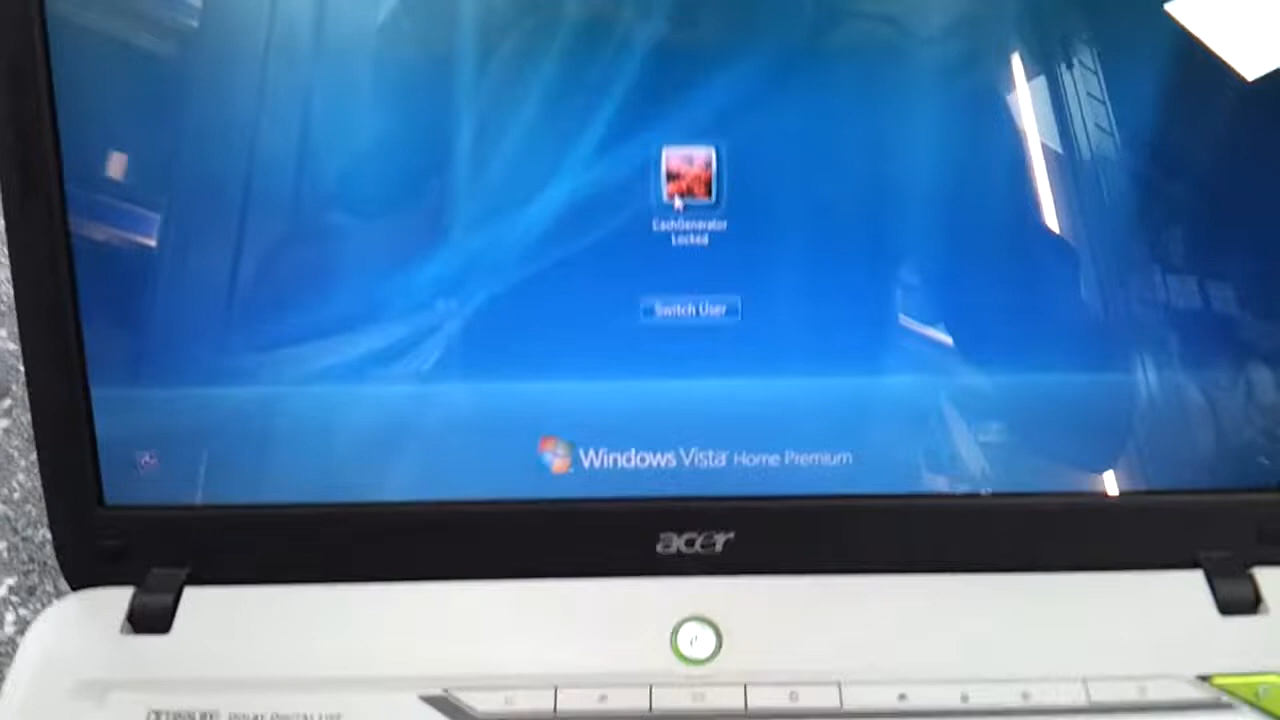 CashGenerator
Locked
Switch User
Windows Vista Home Premium
acer